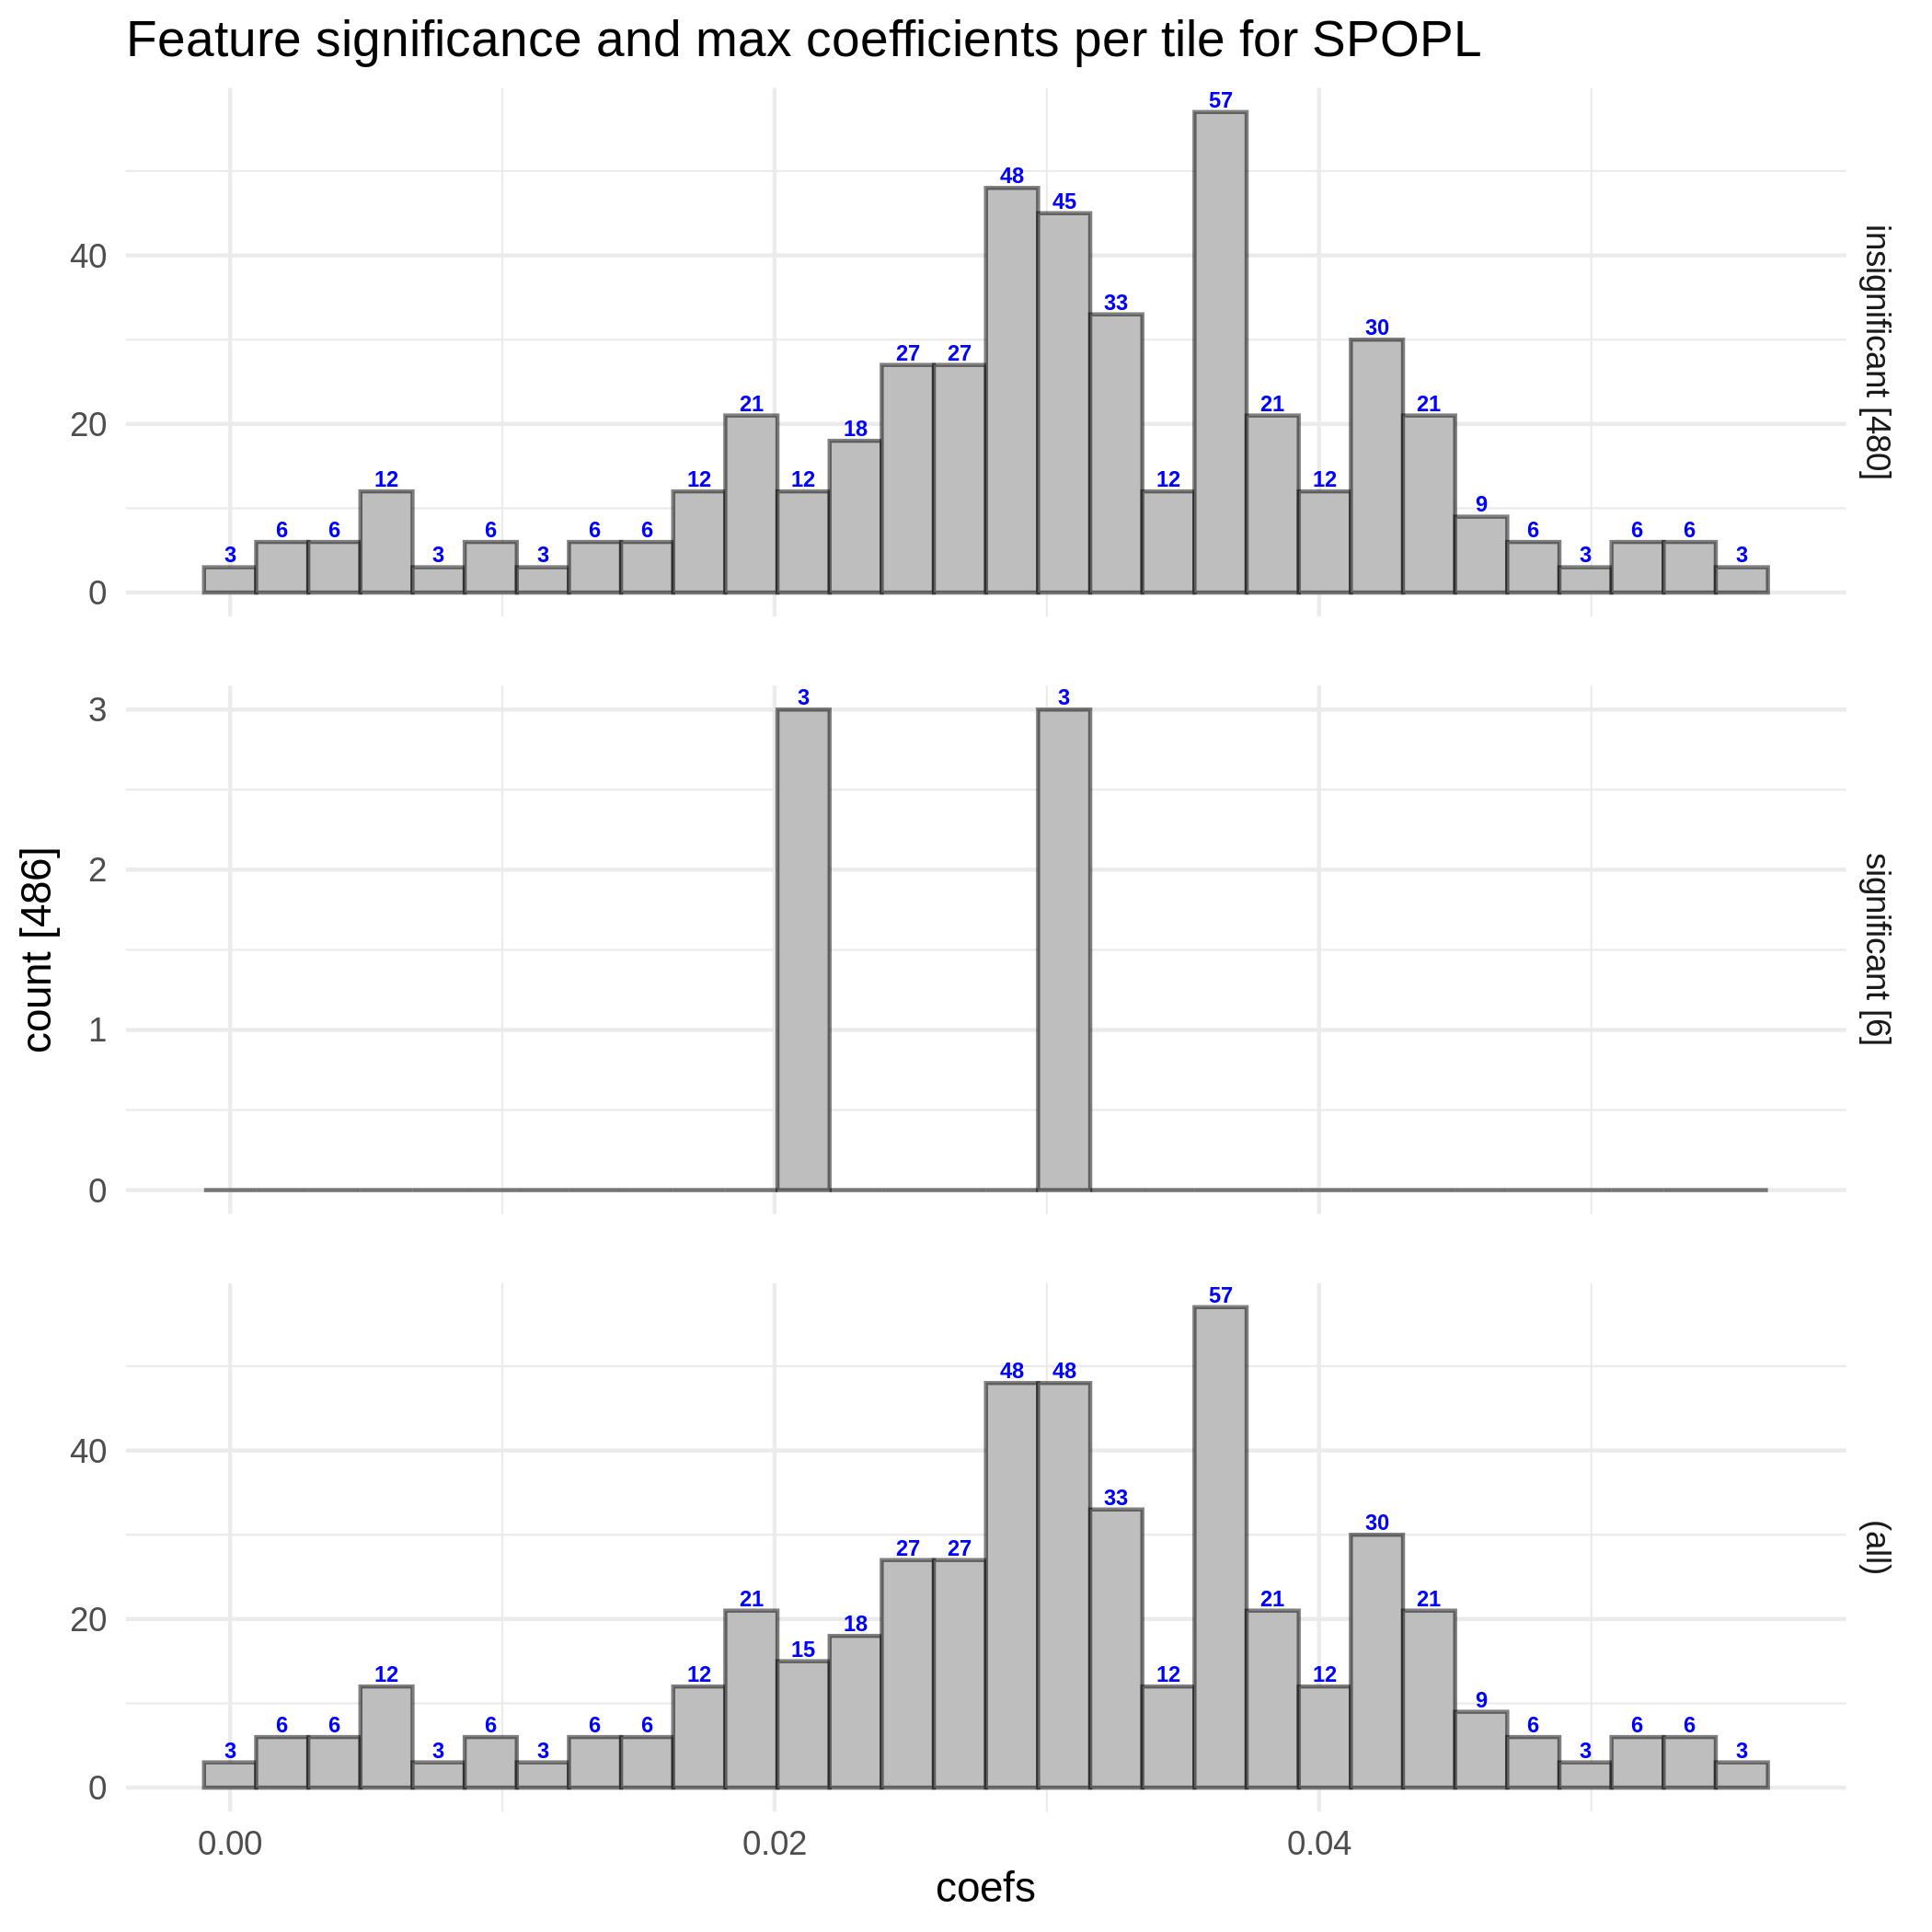 Feature significance and max coefficients per tile for SPOPL
57
48
45
40
33
30
27 27
21 21 21
20
18
12 12 12 12 12
9
6 6 6 6 6 6 6 6
3 3 3 3 3
0
insignificant [480]
3 3
3
2
1
0
significant [6]
count [486]
57
48 48
40
33
30
27 27
21 21 21
20
18
15
12 12 12 12
9
6 6 6 6 6 6 6 6
3 3 3 3 3
0
(all)
0.00 0.02 0.04
coefs